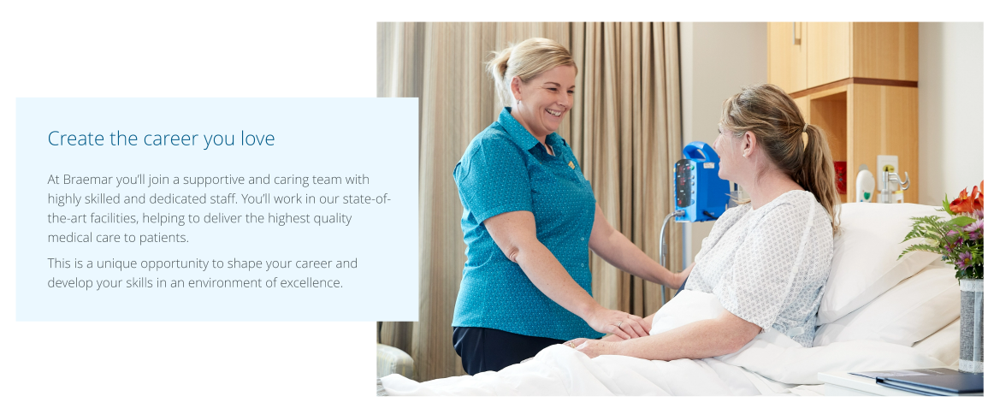 Create the career you love
At Braemar you'll join a supportive and caring team with
highly skilled and dedicated staff. You'll work in our state-of-
the-art facilities, helping to deliver the highest quality
medical care to patients.
This is a unique opportunity to shape your career and
develop your skills in an environment of excellence.